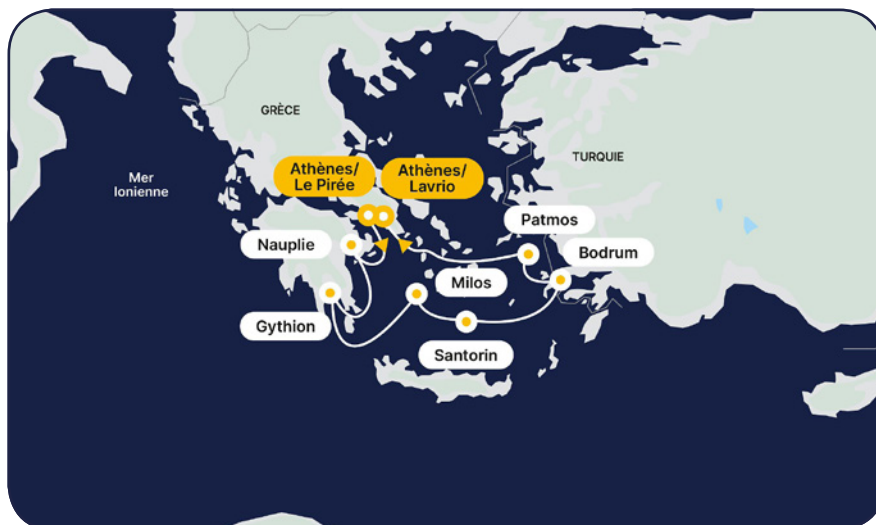 GRÈCE
TURQUIE
Mer
Ionienne
Athènes/
Le Pirée
Athènes/
Lavrio
Nauplie
Patmos
Bodrum
Milos
Gythion
Santorin